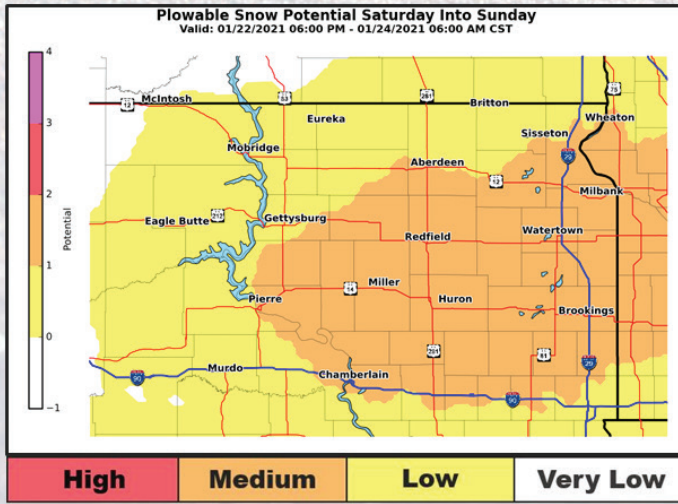 Plowable Snow Potential Saturday Into Sunday
Valid: 01/22/2021 06:00 PM - 01/24/2021 06:00 AM CST
4
3
2
1
0
−1
Potential
McIntosh
12
83
281
Britton
75
Wheaton
Eureka
Sisseton
Mobridge
29
Aberdeen
12
Milbank
Eagle Butte
212
Gettysburg
Redfield
Watertown
Miller
14
Pierre
Huron
Brookings
281
81
29
Murdo
Chamberlain
90
90
High Medium Low Very Low